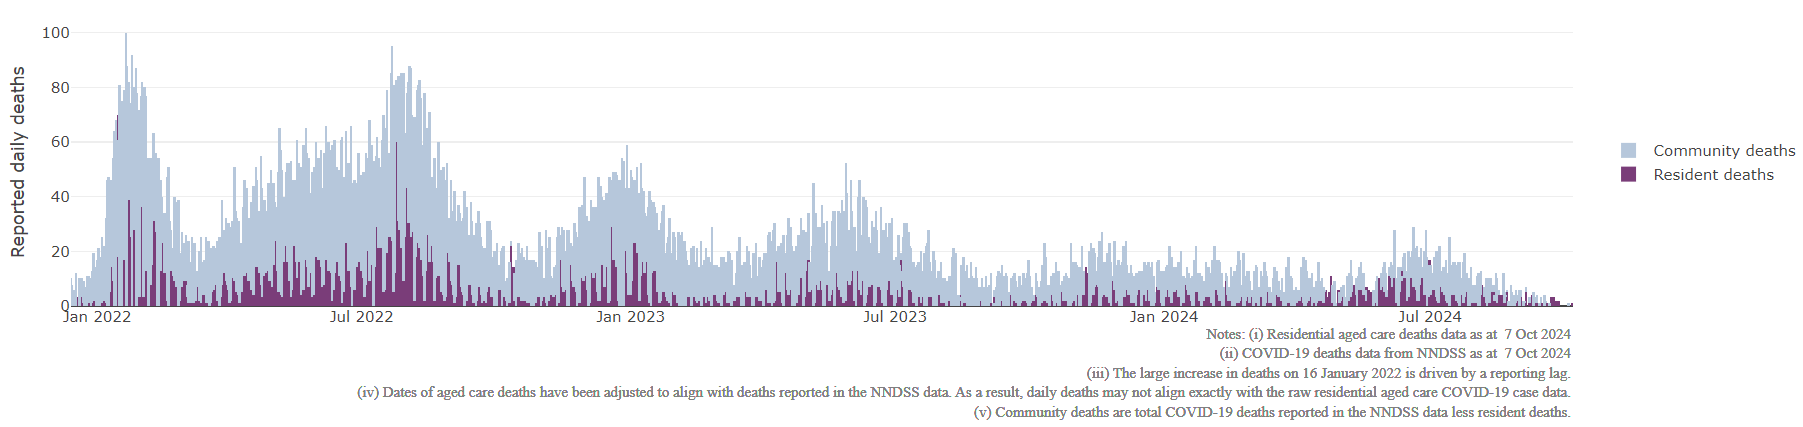 Reported daily deaths
100
80
60
40
20
0
Jan 2022
Jul 2022
Jan 2023
Jul 2023
Jan 2024
Jul 2024
Community deaths
Resident deaths
Notes: (i) Residential aged care deaths data as at 7 Oct 2024
(ii) COVID-19 deaths data from NNDSS as at 7 Oct 2024
(iii) The large increase in deaths on 16 January 2022 is driven by a reporting lag.
(iv) Dates of aged care deaths have been adjusted to align with deaths reported in the NNDSS data. As a result, daily deaths may not align exactly with the raw residential aged care COVID-19 case data.
(v) Community deaths are total COVID-19 deaths reported in the NNDSS data less resident deaths.